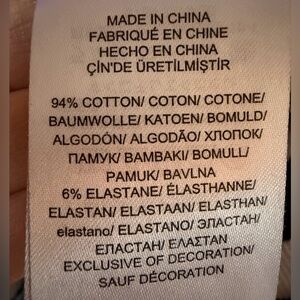 MADE IN CHINA
FABRIQUÉ EN CHINE
HECHO EN CHINA
ÇİN'DE ÜRETİLMİŞTİR
94% COTTON/ COTON/ COTONE/
BAUMWOLLE/ KATOEN/ BOMULD/
ALGODÓN/ ALGODÃO/ ХЛОПОК/
ПАМУК/ ΒΑΜΒΑΚΙ/ BOMULL/
PAMUK/ BAVLNA
6% ELASTANE/ ÉLASTHANNE/
ELASTAN/ ELASTAAN/ ELASTHAN/
elastano/ ELASTANO/ ЭЛАСТАН/
ЕЛАСТАН/ ΕΛΑΣΤΑΝ
EXCLUSIVE OF DECORATION/
SAUF DÉCORATION